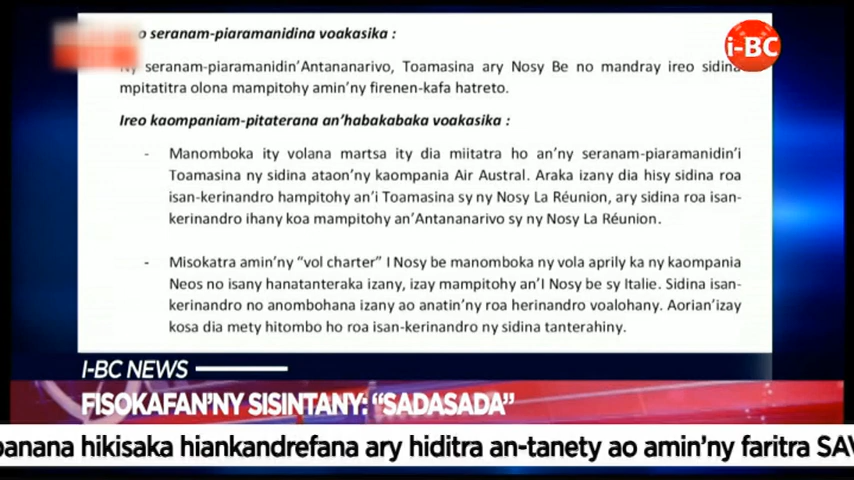 i-BC
seranam-piaramanidina voakasika :
seranam-piaramanidin’Antananarivo, Toamasina ary Nosy Be no mandray ireo sidina
mpitatitra olona mampitohy amin’ny firenen-kafa hatreto.
Ireo kaompaniam-pitaterana an’habakabaka voakasika :
- Manomboka ity volana martsa ity dia miitatra ho an’ny seranam-piaramanidin’i
Toamasina ny sidina ataon’ny kaompania Air Austral. Araka izany dia hisy sidina roa
isan-kerinandro hampitohy an’i Toamasina sy ny Nosy La Réunion, ary sidina roa isan-
kerinandro ihany koa mampitohy an’Antananarivo sy ny Nosy La Réunion.
- Misokatra amin’ny “vol charter” I Nosy be manomboka ny vola aprily ka ny kaompania
Neos no isany hanatanteraka izany, izay mampitohy an’I Nosy be sy Italie. Sidina isan-
kerinandro no anombohana izany ao anatin’ny roa herinandro voalohany. Aorian’izay
kosa dia mety hitombo ho roa isan-kerinandro ny sidina tanterahiny.
I-BC NEWS
FISOKAFAN’NY SISINTANY: “SADASADA”
hikisaka hiankandrefana ary hiditra an-tanety ao amin’ny faritra